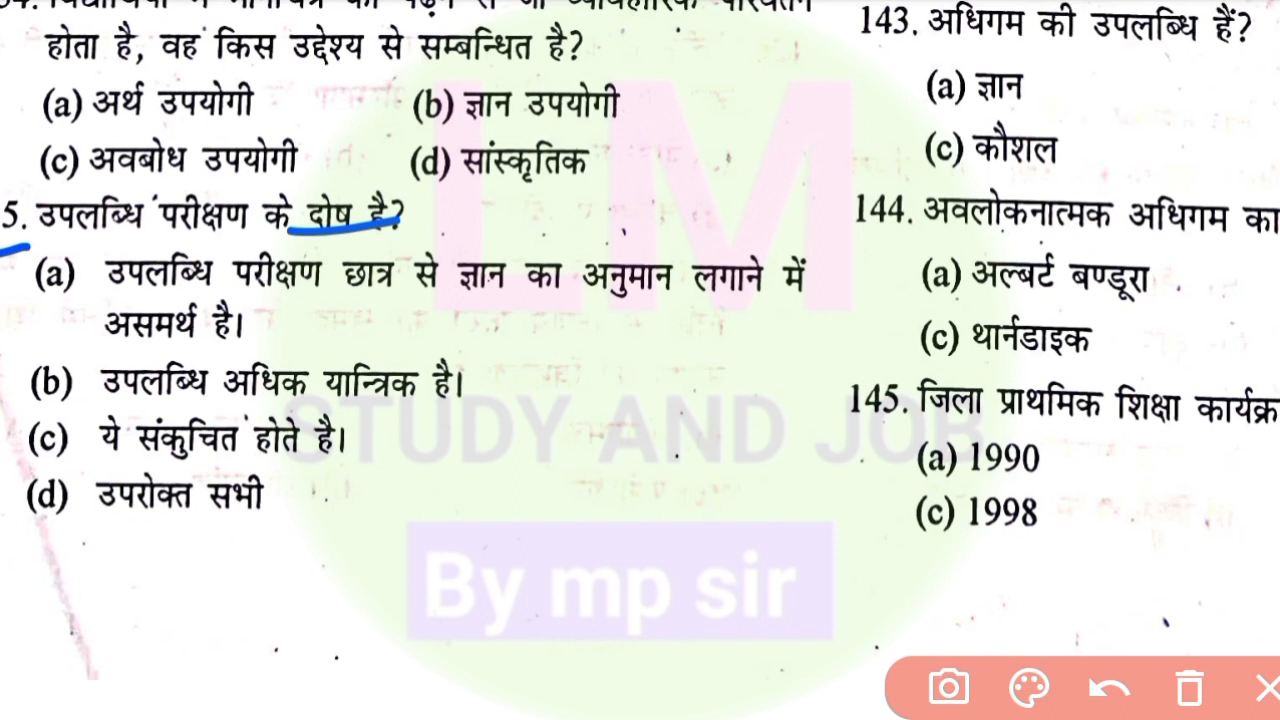 होता है, वह किस उद्देश्य से सम्बन्धित है?
(a) अर्थ उपयोगी (b) ज्ञान उपयोगी
(c) अवबोध उपयोगी (d) सांस्कृतिक
5. उपलब्धि परीक्षण के दोष है?
(a) उपलब्धि परीक्षण छात्र से ज्ञान का अनुमान लगाने में
असमर्थ है।
(b) उपलब्धि अधिक यान्त्रिक है।
(c) ये संकुचित होते है।
(d) उपरोक्त सभी
143. अधिगम की उपलब्धि हैं?
(a) ज्ञान
(c) कौशल
144. अवलोकनात्मक अधिगम का
(a) अल्बर्ट बण्डूरा
(c) थार्नडाइक
145. जिला प्राथमिक शिक्षा कार्यक्र
(a) 1990
(c) 1998
LM
STUDY AND JOB
By mp sir